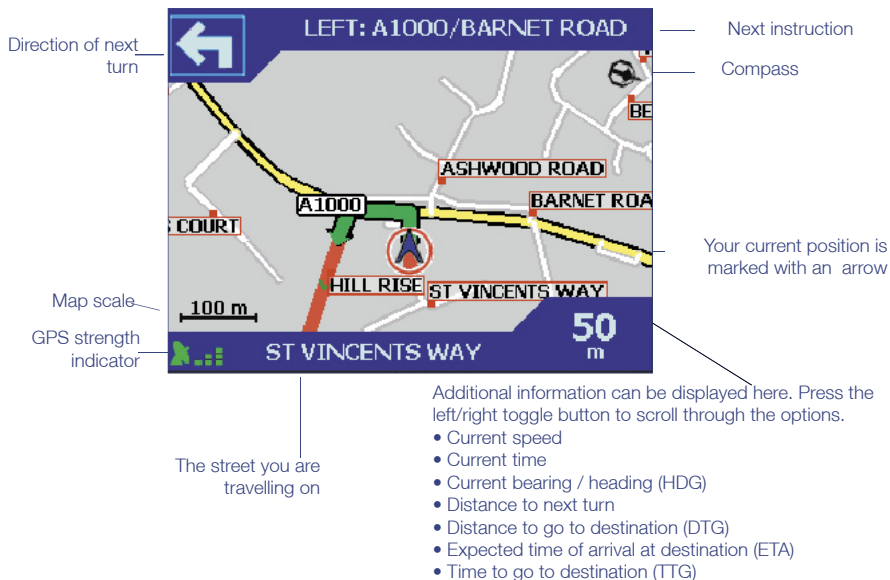 LEFT: A1000/BARNET ROAD
Direction of next
turn
Next instruction
Compass
BE
ASHWOOD ROAD
A1000
BARNET ROA
S COURT
Your current position is
marked with an arrow
HILL RISE
ST VINCENTS WAY
Map scale
100 m
50
m
GPS strength
indicator
ST VINCENTS WAY
The street you are
travelling on
Additional information can be displayed here. Press the
left/right toggle button to scroll through the options.
• Current speed
• Current time
• Current bearing / heading (HDG)
• Distance to next turn
• Distance to go to destination (DTG)
• Expected time of arrival at destination (ETA)
• Time to go to destination (TTG)